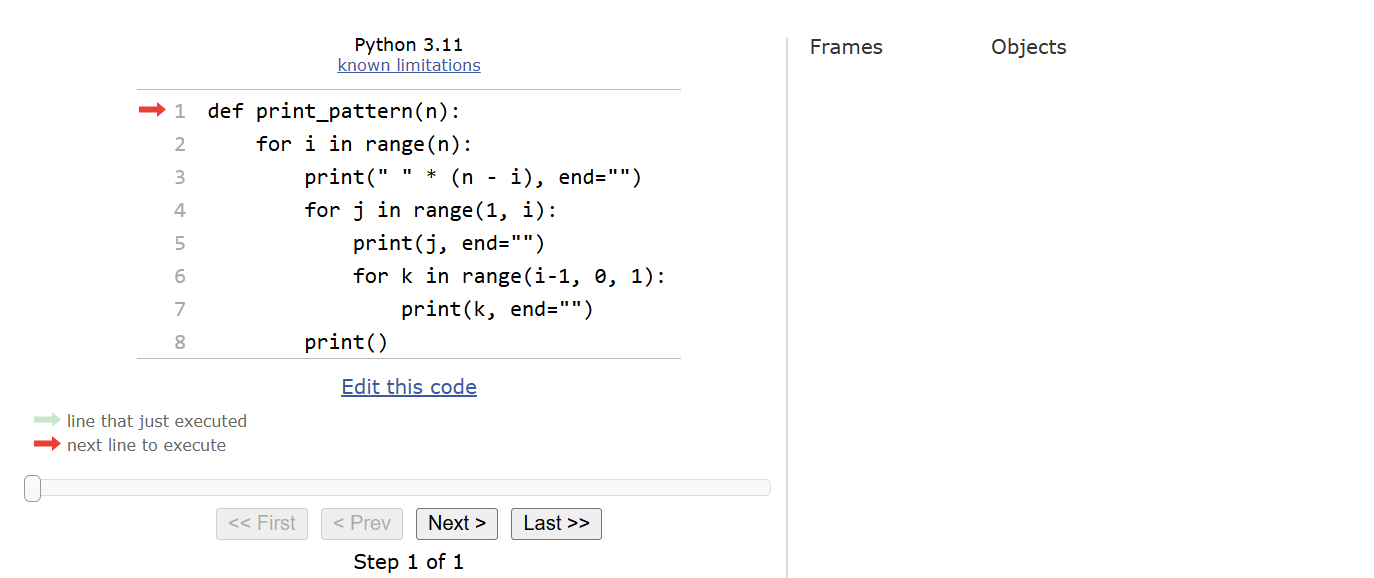 Python 3.11
known limitations
1 def print_pattern(n):
2     for i in range(n):
3         print(" " * (n - i), end="")
4         for j in range(1, i):
5             print(j, end="")
6             for k in range(i-1, 0, 1):
7                 print(k, end="")
8         print()
Edit this code
line that just executed
next line to execute
<< First < Prev Next > Last >>
Step 1 of 1
Frames Objects